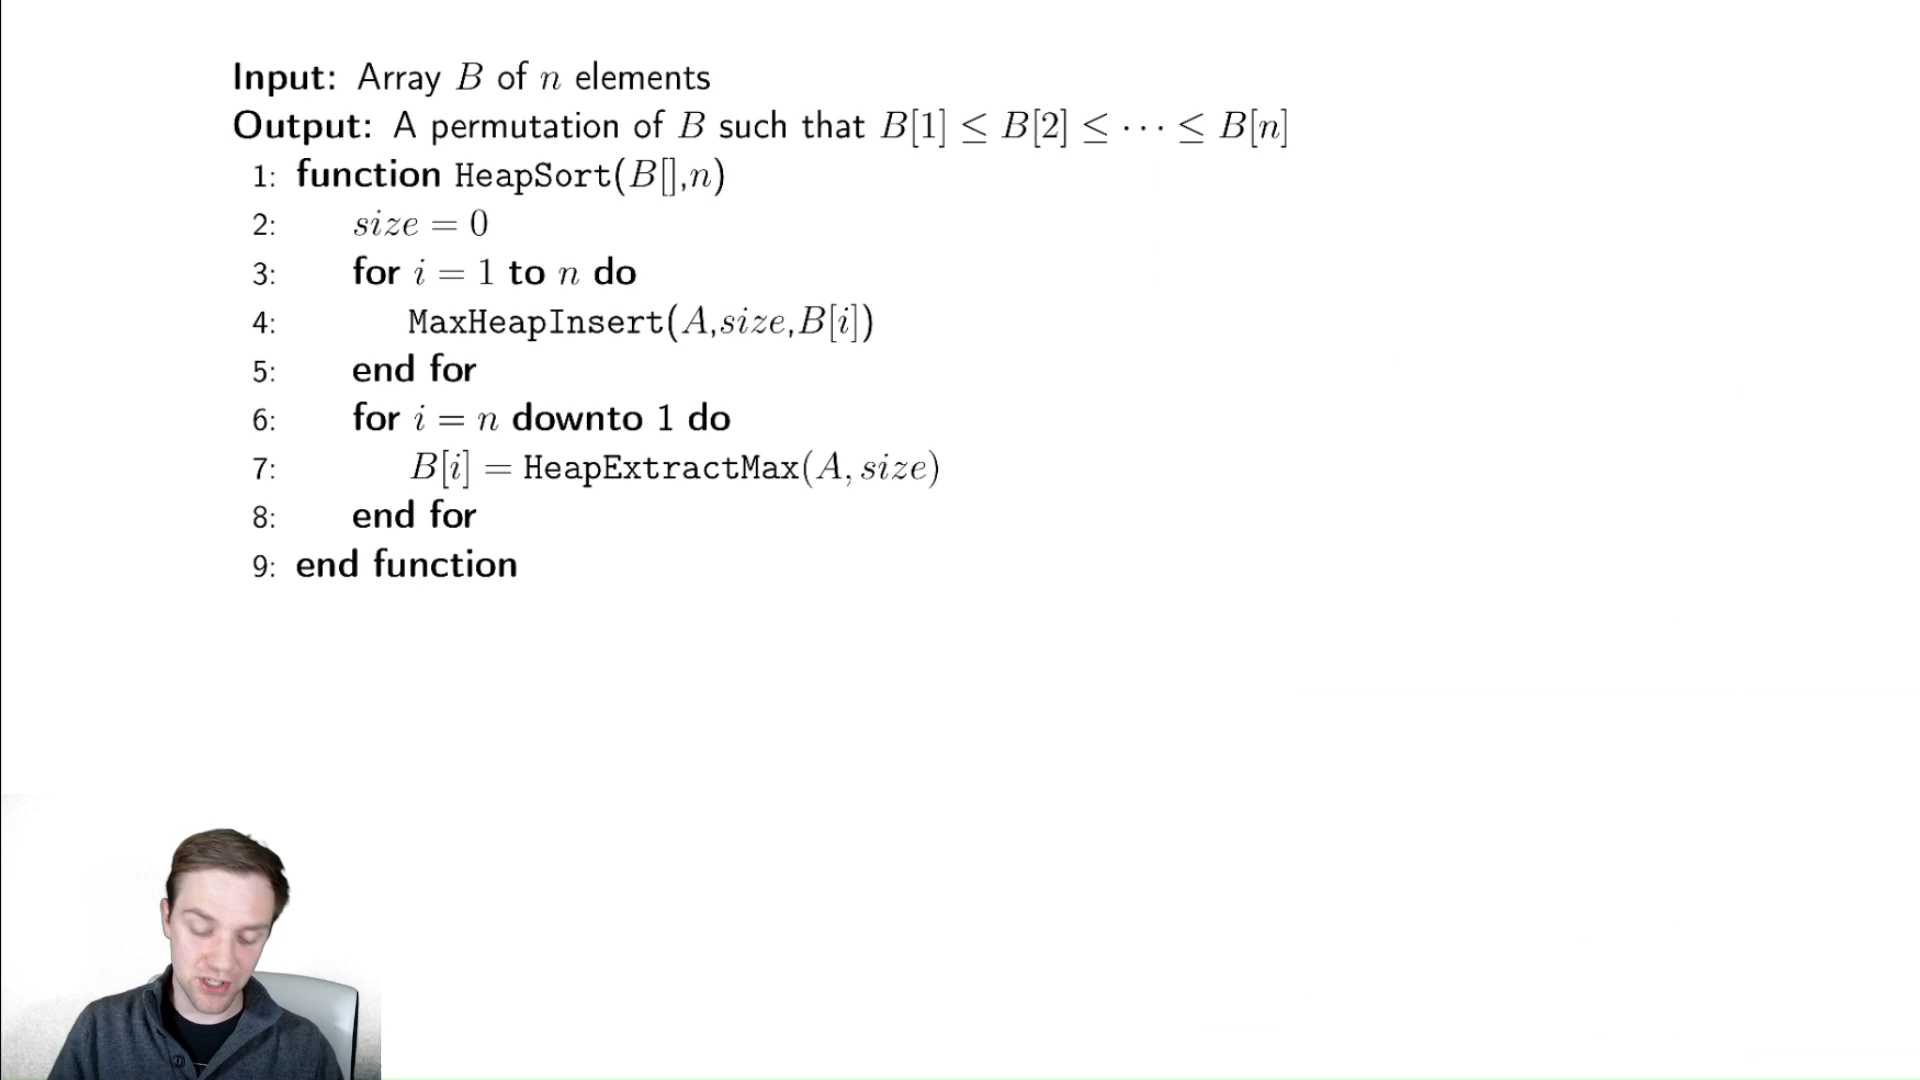 Input: Array B of n elements
Output: A permutation of B such that B[1] ≤ B[2] ≤ ··· ≤ B[n]
1: function HeapSort(B[],n)
2: size = 0
3: for i = 1 to n do
4: MaxHeapInsert(A,size,B[i])
5: end for
6: for i = n downto 1 do
7: B[i] = HeapExtractMax(A, size)
8: end for
9: end function